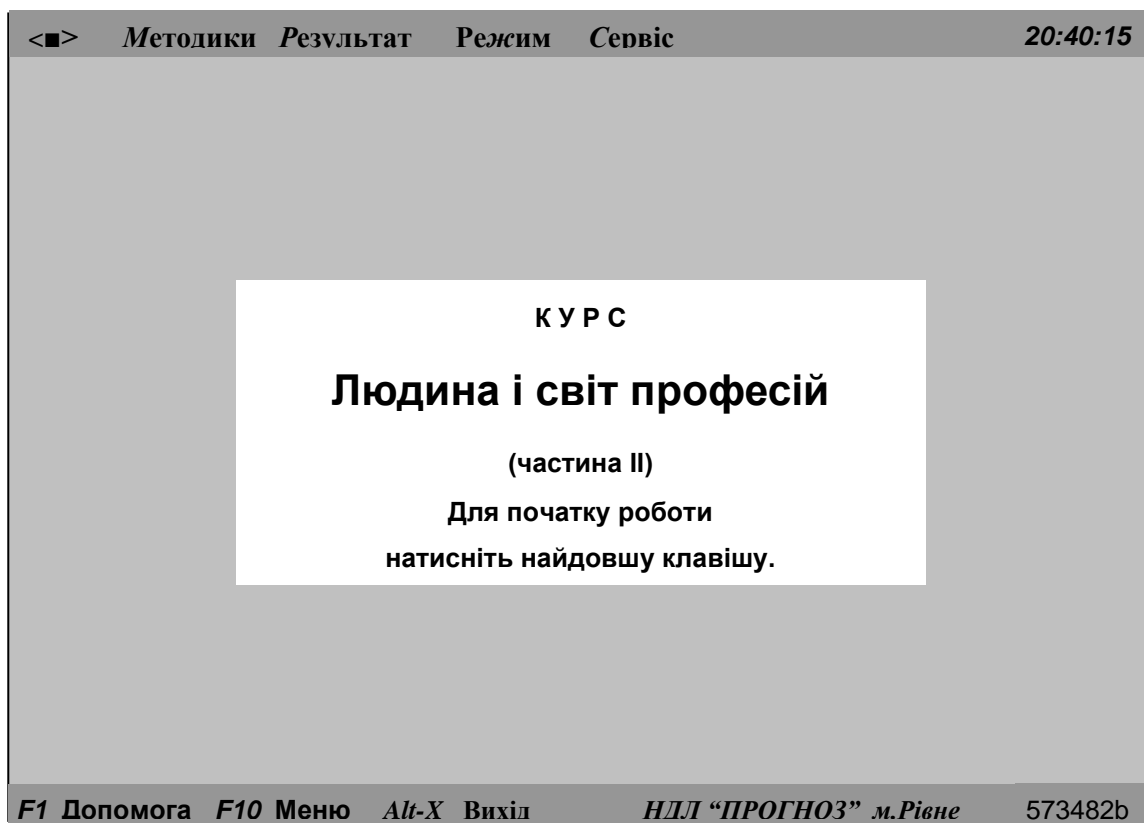 <■> Методики Результат Режим Сервіс 20:40:15
К У Р С
Людина і світ професій
(частина II)
Для початку роботи
натисніть найдовшу клавішу.
F1 Допомога F10 Меню Alt-X Вихід НДЛ “ПРОГНОЗ” м.Рівне 573482b